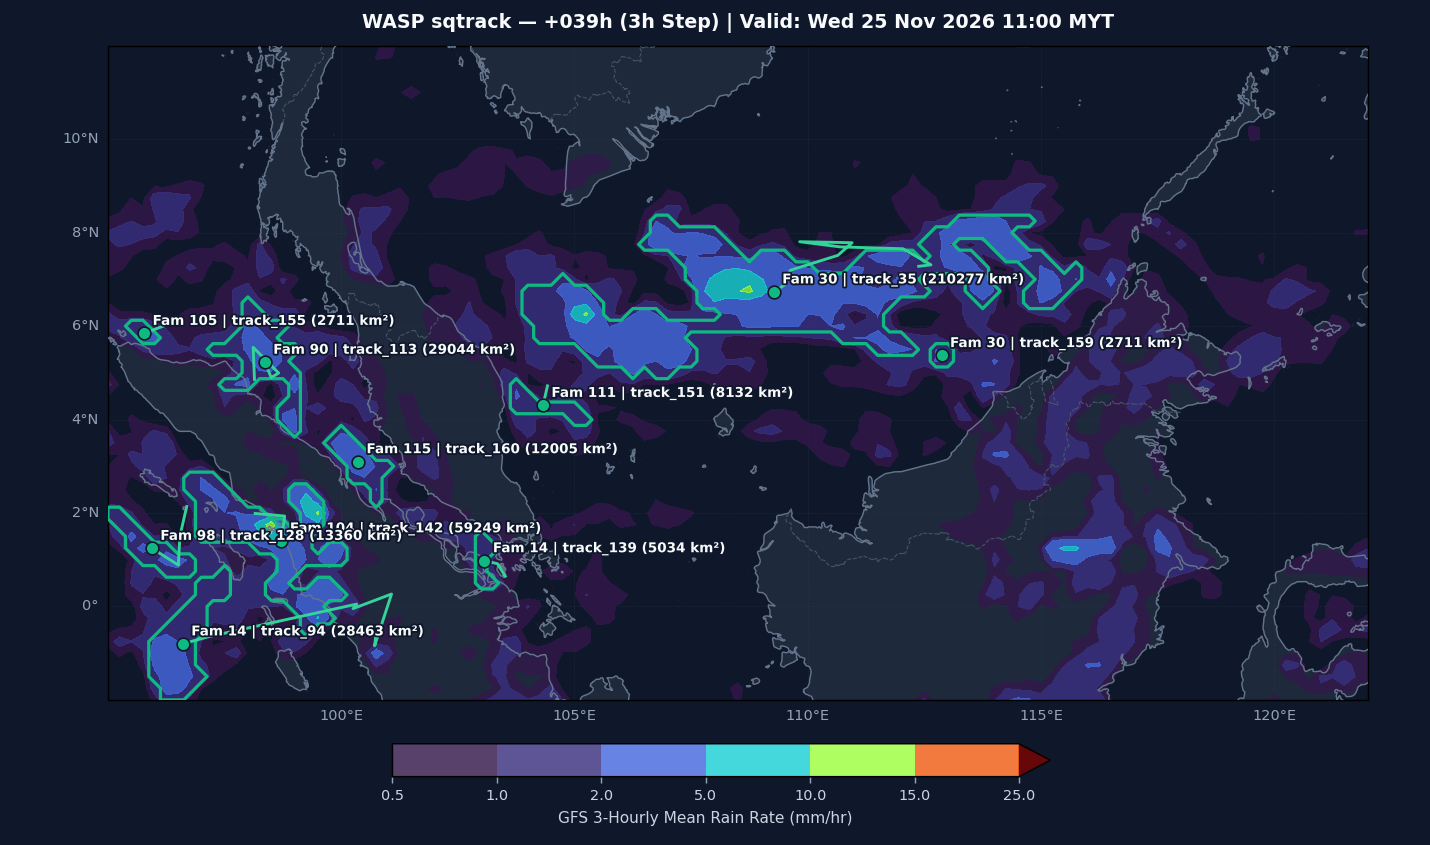 WASP sqtrack — +039h (3h Step) | Valid: Wed 25 Nov 2026 11:00 MYT
10°N
8°N
6°N
4°N
2°N
0°
Fam 30 | track_35 (210277 km²)
Fam 105 | track_155 (2711 km²)
Fam 90 | track_113 (29044 km²)
Fam 30 | track_159 (2711 km²)
Fam 111 | track_151 (8132 km²)
Fam 115 | track_160 (12005 km²)
Fam 104 | track_142 (59249 km²)
Fam 98 | track_128 (13360 km²)
Fam 14 | track_139 (5034 km²)
Fam 14 | track_94 (28463 km²)
100°E 105°E 110°E 115°E 120°E
0.5 1.0 2.0 5.0 10.0 15.0 25.0
GFS 3-Hourly Mean Rain Rate (mm/hr)